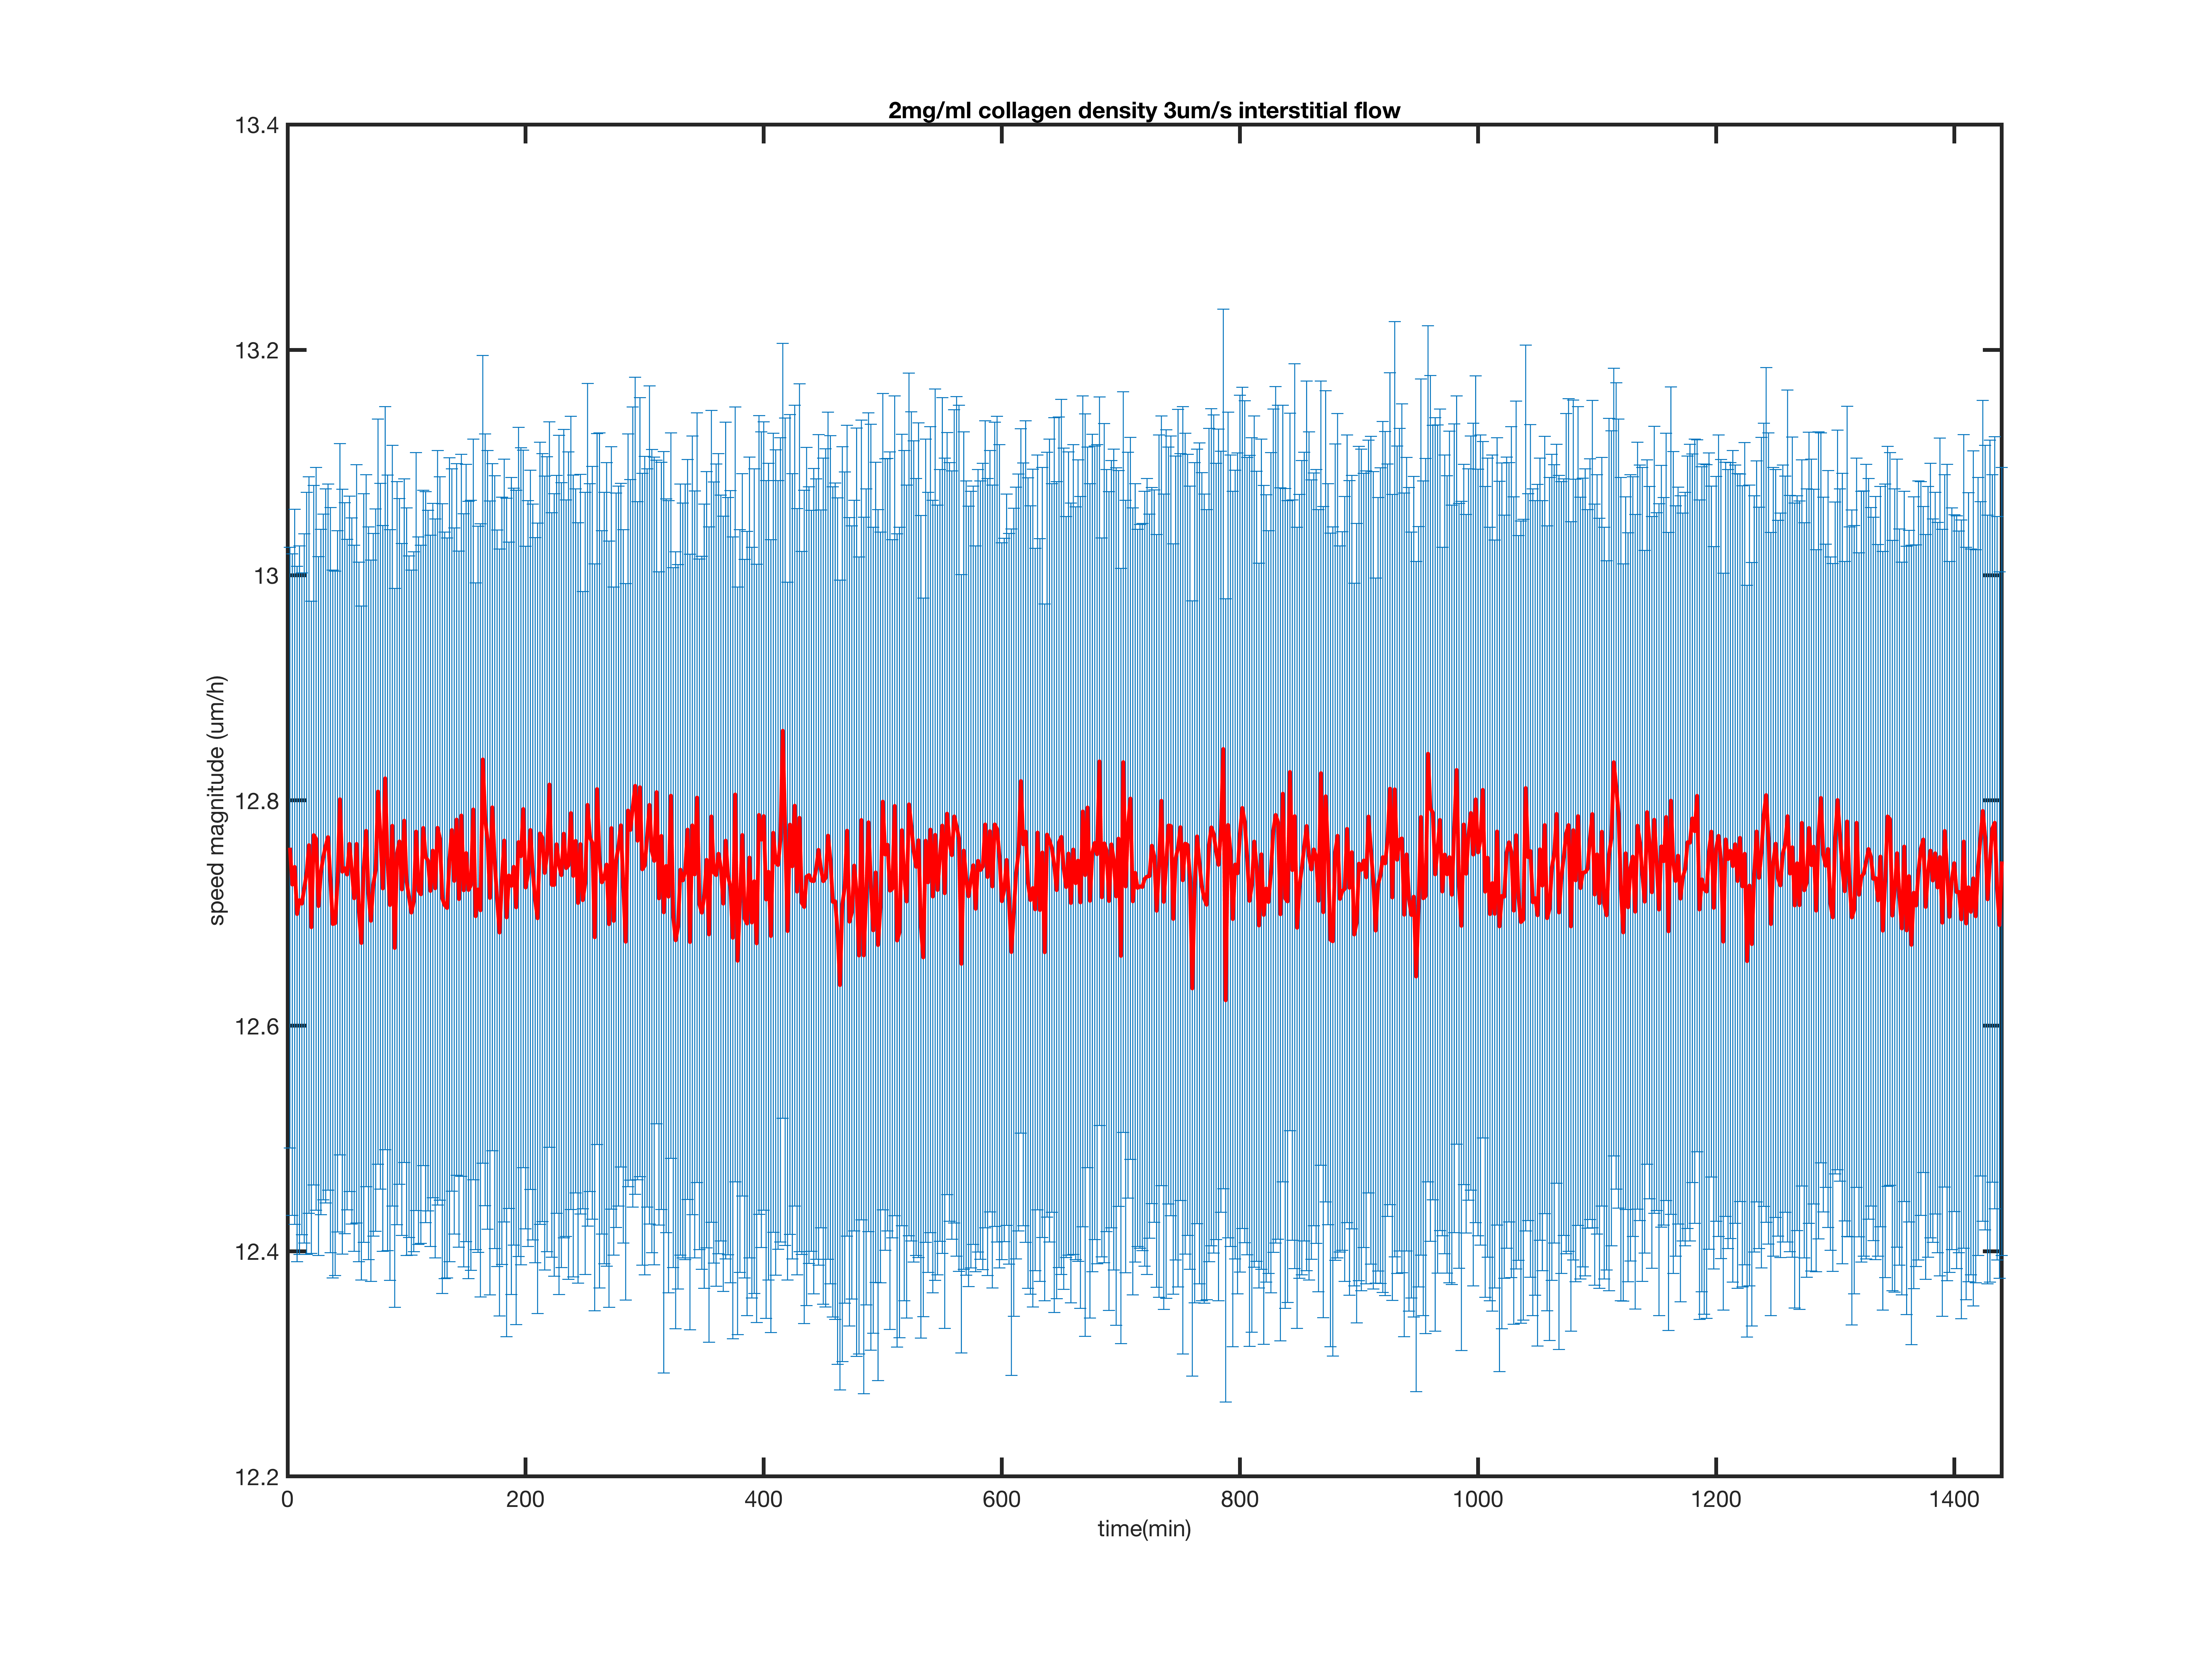 2mg/ml collagen density 3um/s interstitial flow
13.4
13.2
13
12.8
12.6
12.4
12.2
speed magnitude (um/h)
0 200 400 600 800 1000 1200 1400
time(min)